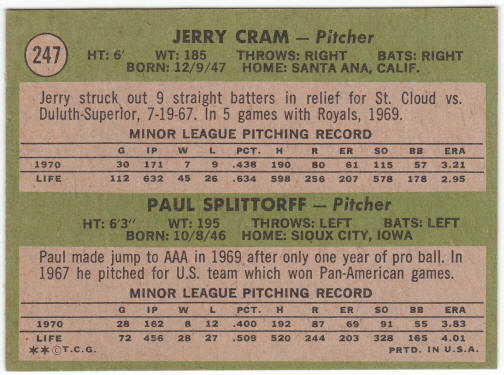 247
JERRY CRAM — Pitcher
HT: 6' WT: 185 THROWS: RIGHT BATS: RIGHT
BORN: 12/9/47 HOME: SANTA ANA, CALIF.
Jerry struck out 9 straight batters in relief for St. Cloud vs.
Duluth-Superior, 7-19-67. In 5 games with Royals, 1969.
MINOR LEAGUE PITCHING RECORD
G IP W L PCT. H R ER SO BB ERA
1970 30 171 7 9 .438 190 80 61 115 57 3.21
LIFE 112 632 45 26 .634 598 256 207 578 178 2.95
PAUL SPLITTORFF — Pitcher
HT: 6'3" WT: 195 THROWS: LEFT BATS: LEFT
BORN: 10/8/46 HOME: SIOUX CITY, IOWA
Paul made jump to AAA in 1969 after only one year of pro ball. In
1967 he pitched for U.S. team which won Pan-American games.
MINOR LEAGUE PITCHING RECORD
G IP W L PCT. H R ER SO BB ERA
1970 28 162 8 12 .400 192 87 69 91 55 3.83
LIFE 72 456 28 27 .509 520 244 203 328 165 4.01
**©T.C.G. PRTD. IN U.S.A.